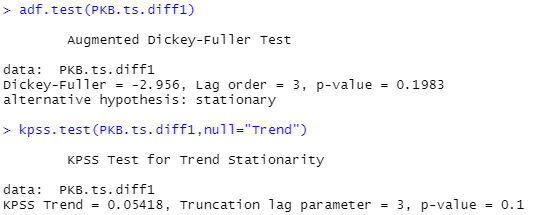 > adf.test(PKB.ts.diff1)
Augmented Dickey-Fuller Test
data:  PKB.ts.diff1
Dickey-Fuller = -2.956, Lag order = 3, p-value = 0.1983
alternative hypothesis: stationary
> kpss.test(PKB.ts.diff1,null="Trend")
KPSS Test for Trend Stationarity
data:  PKB.ts.diff1
KPSS Trend = 0.05418, Truncation lag parameter = 3, p-value = 0.1